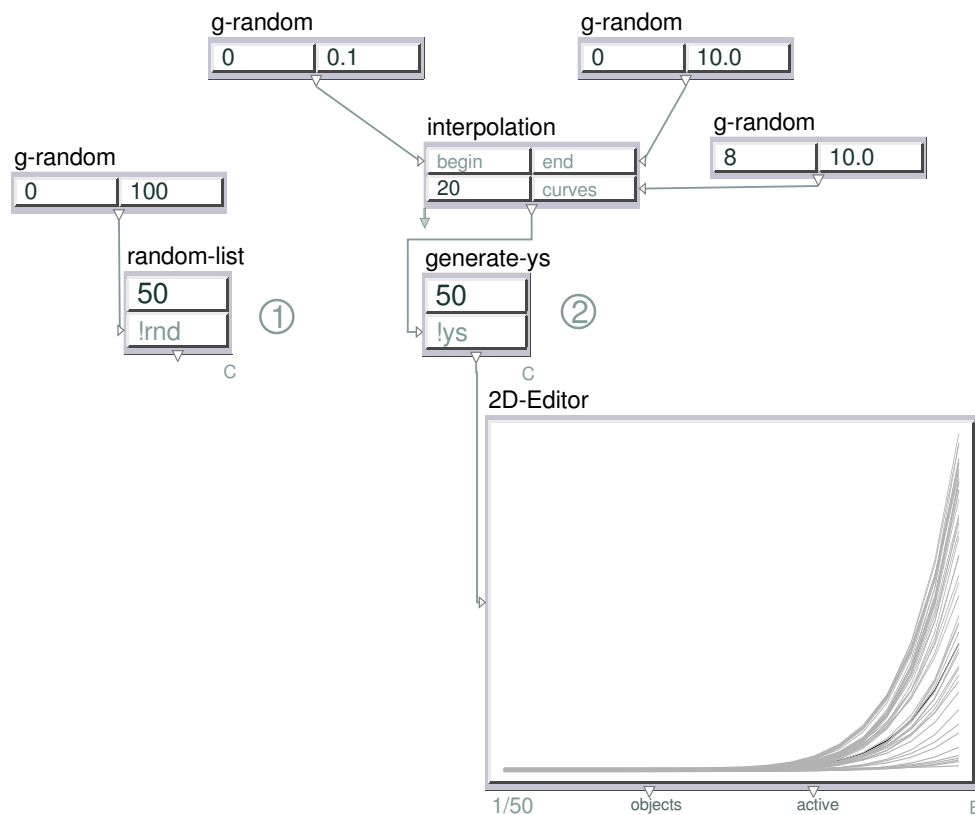 g-random
0 0.1
g-random
0 10.0
interpolation
begin end
20 curves
g-random
8 10.0
g-random
0 100
random-list
50
!rnd
C
1
generate-ys
50
!ys
C
2
2D-Editor
1/50 objects active E